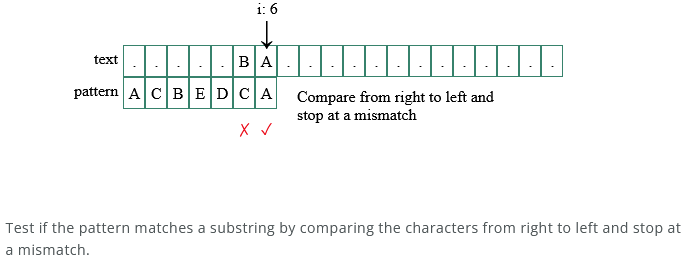 i: 6
text . . . . . B A . . . . . . . . . . . . .
pattern A C B E D C A
Compare from right to left and
stop at a mismatch
✗ ✓
Test if the pattern matches a substring by comparing the characters from right to left and stop at
a mismatch.